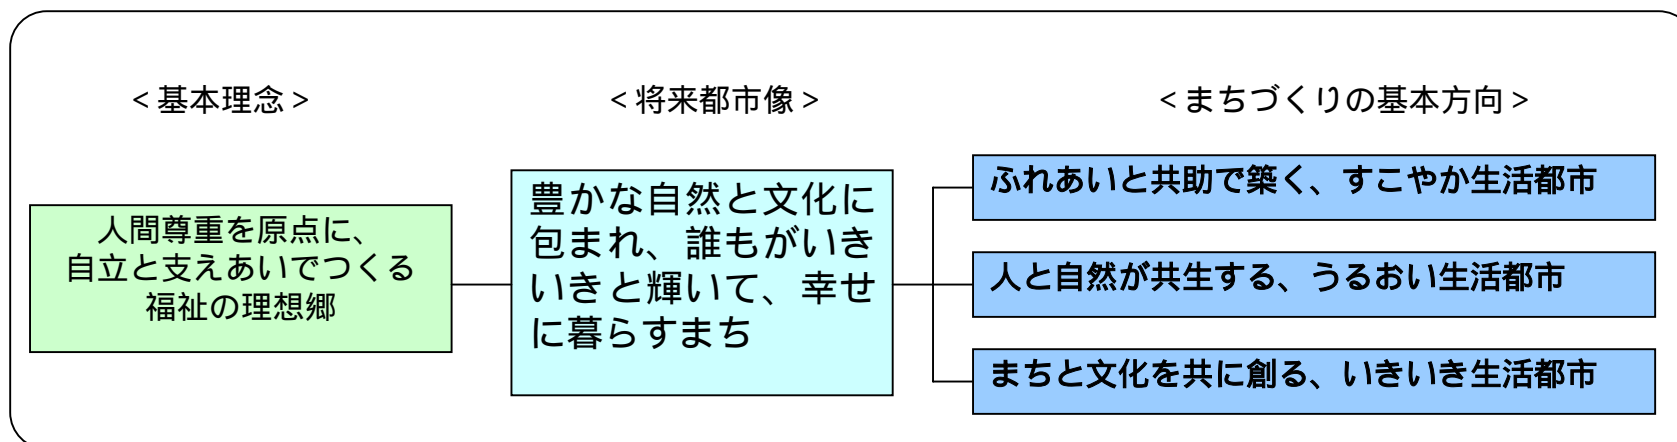 <基本理念>
<将来都市像>
<まちづくりの基本方向>
人間尊重を原点に、
自立と支えあいでつくる
福祉の理想郷
豊かな自然と文化に
包まれ、誰もがいき
いきと輝いて、幸せ
に暮らすまち
ふれあいと共助で築く、すこやか生活都市
人と自然が共生する、うるおい生活都市
まちと文化を共に創る、いきいき生活都市